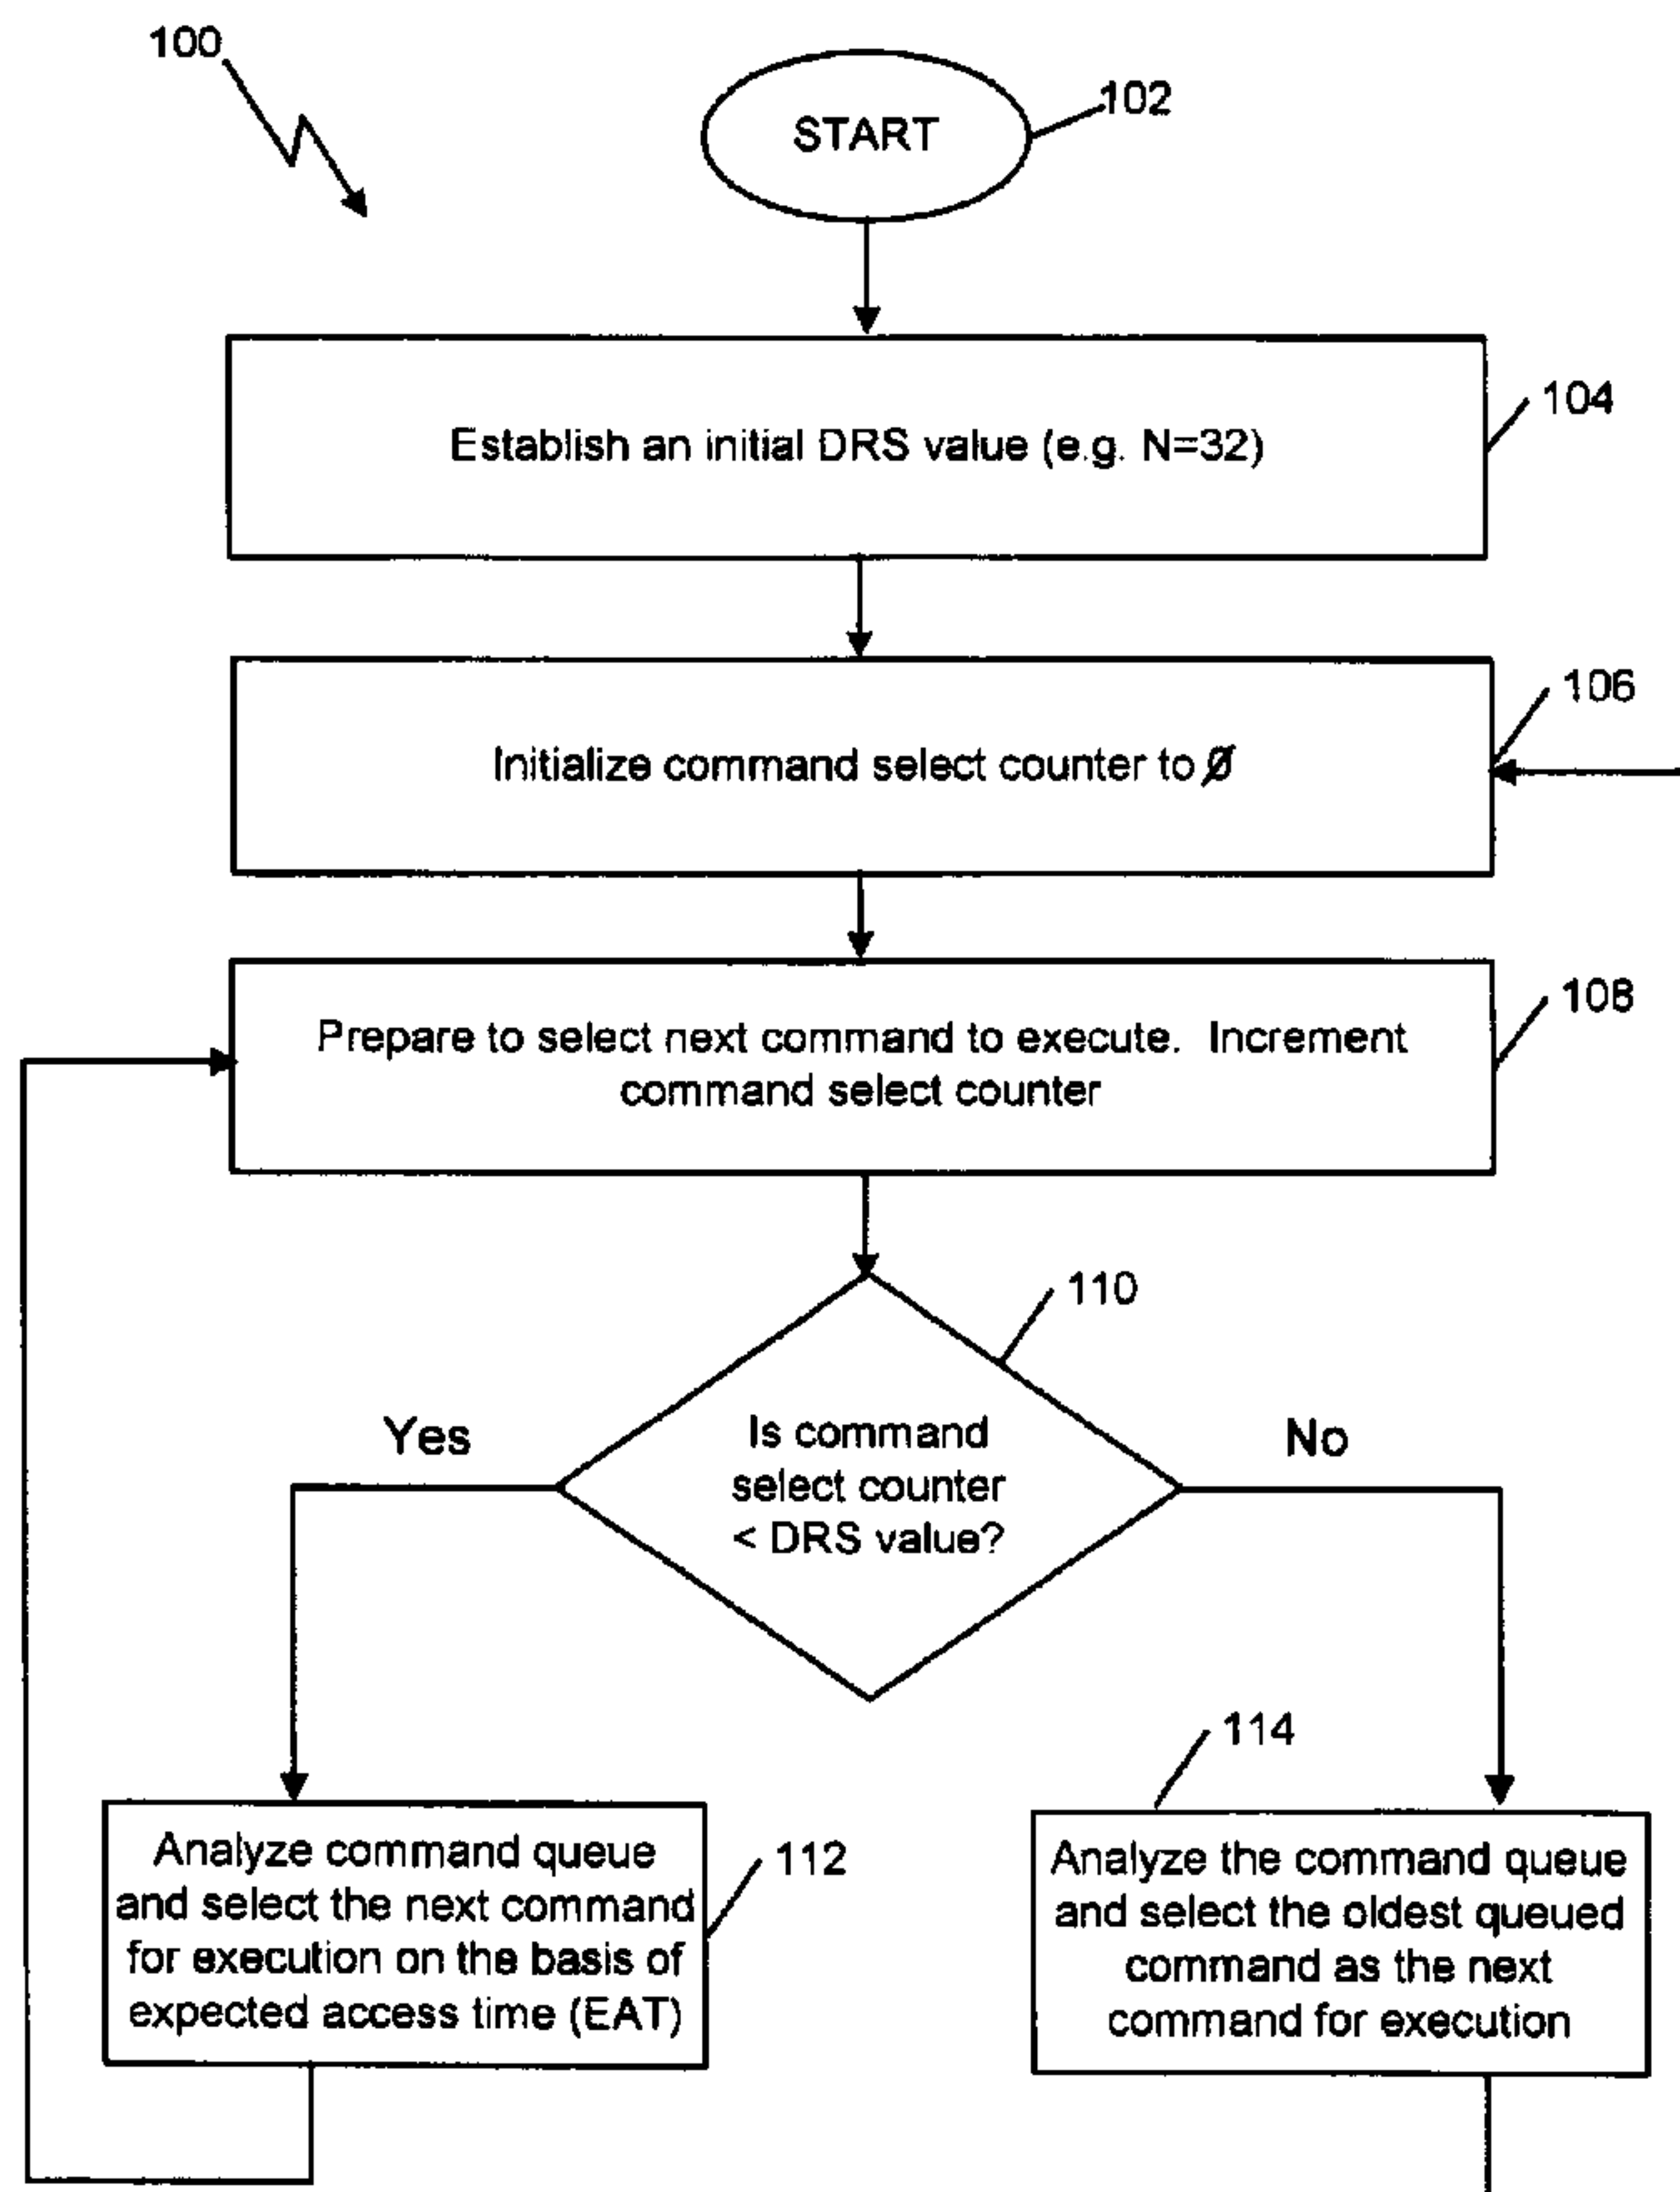 100
START
102
Establish an initial DRS value (e.g. N=32)
104
Initialize command select counter to Ø
106
Prepare to select next command to execute. Increment
command select counter
108
110
Yes
Is command
select counter
< DRS value?
No
114
Analyze command queue
and select the next command
for execution on the basis of
expected access time (EAT)
112
Analyze the command queue
and select the oldest queued
command as the next
command for execution